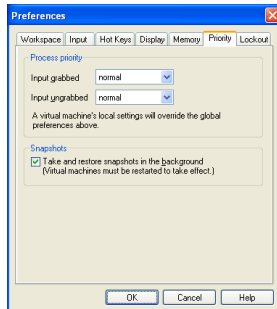 Preferences
Workspace Input Hot Keys Display Memory Priority Lockout
Process priority
Input grabbed normal
Input ungrabbed normal
A virtual machine's local settings will override the global
preferences above.
Snapshots
Take and restore snapshots in the background
(Virtual machines must be restarted to take effect.)
OK Cancel Help